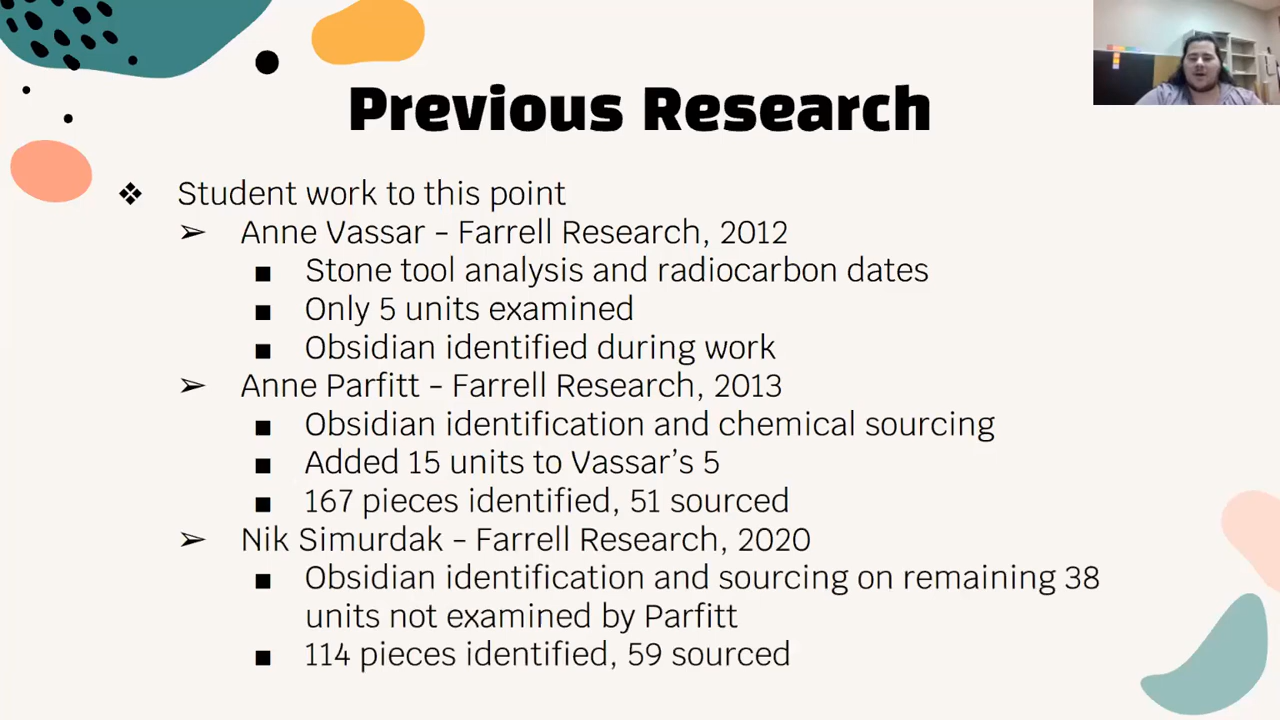 Previous Research
❖ Student work to this point
➢ Anne Vassar – Farrell Research, 2012
■ Stone tool analysis and radiocarbon dates
■ Only 5 units examined
■ Obsidian identified during work
➢ Anne Parfitt – Farrell Research, 2013
■ Obsidian identification and chemical sourcing
■ Added 15 units to Vassar’s 5
■ 167 pieces identified, 51 sourced
➢ Nik Simurdak – Farrell Research, 2020
■ Obsidian identification and sourcing on remaining 38
units not examined by Parfitt
■ 114 pieces identified, 59 sourced